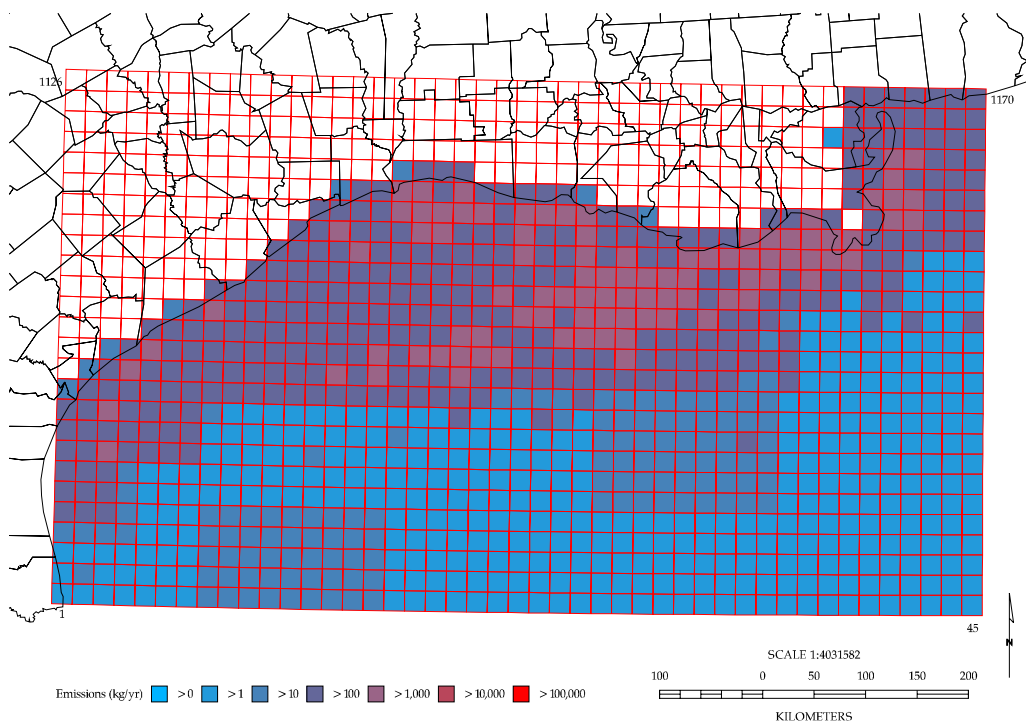 1126
1170
1
45
SCALE 1:4031582
N
Emissions (kg/yr) > 0 > 1 > 10 > 100 > 1,000 > 10,000 > 100,000
100 0 50 100 150 200
KILOMETERS